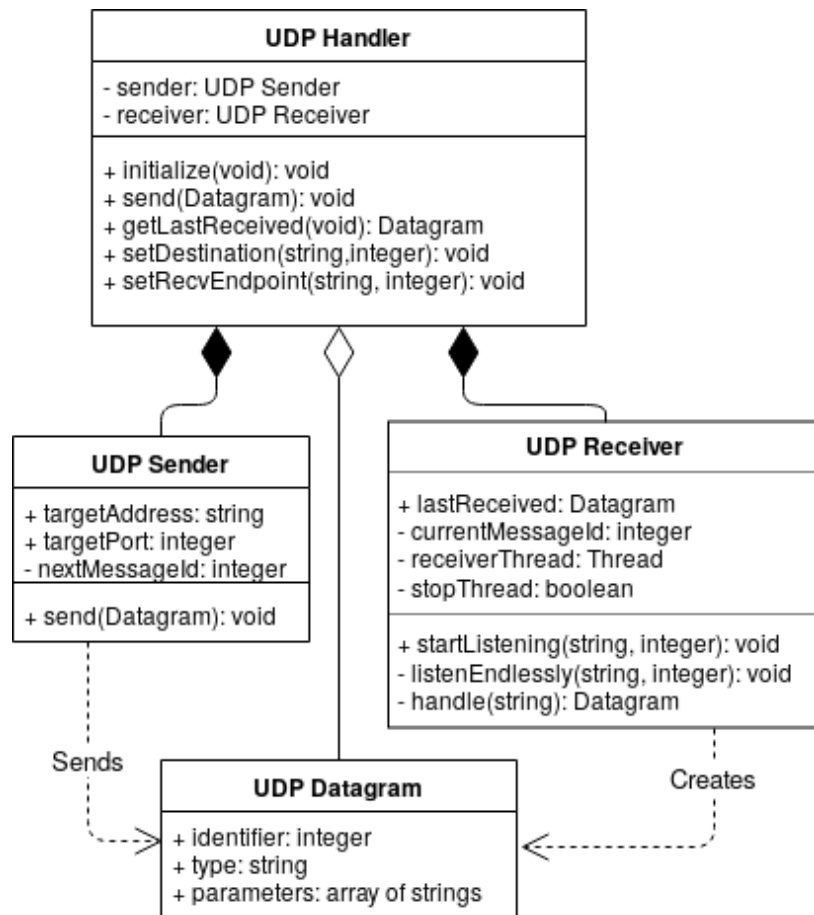 UDP Handler
- sender: UDP Sender
- receiver: UDP Receiver
+ initialize(void): void
+ send(Datagram): void
+ getLastReceived(void): Datagram
+ setDestination(string,integer): void
+ setRecvEndpoint(string, integer): void
UDP Sender
+ targetAddress: string
+ targetPort: integer
- nextMessageId: integer
+ send(Datagram): void
UDP Receiver
+ lastReceived: Datagram
- currentMessageId: integer
- receiverThread: Thread
- stopThread: boolean
+ startListening(string, integer): void
- listenEndlessly(string, integer): void
- handle(string): Datagram
Sends
Creates
UDP Datagram
+ identifier: integer
+ type: string
+ parameters: array of strings